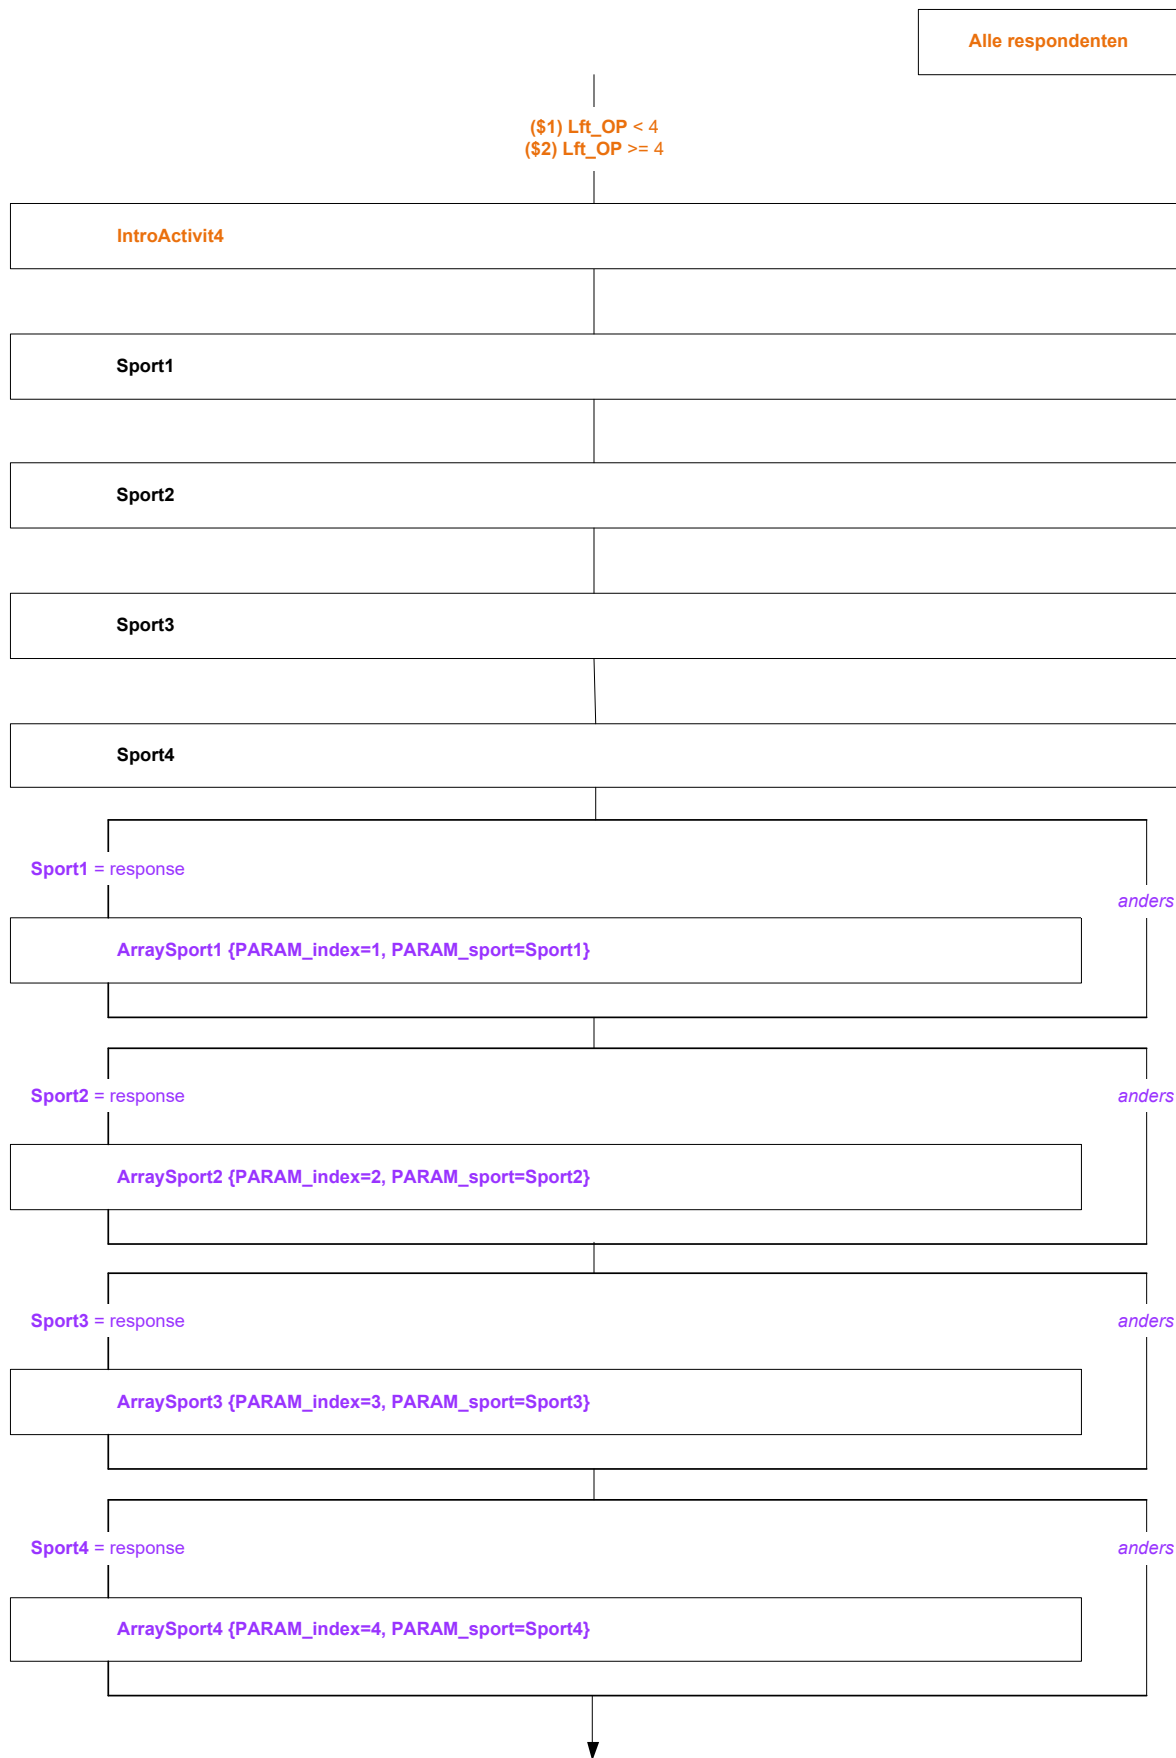 Alle respondenten
($1) Lft_OP < 4
($2) Lft_OP >= 4
IntroActivit4
Sport1
Sport2
Sport3
Sport4
Sport1 = response
anders
ArraySport1 {PARAM_index=1, PARAM_sport=Sport1}
Sport2 = response
anders
ArraySport2 {PARAM_index=2, PARAM_sport=Sport2}
Sport3 = response
anders
ArraySport3 {PARAM_index=3, PARAM_sport=Sport3}
Sport4 = response
anders
ArraySport4 {PARAM_index=4, PARAM_sport=Sport4}